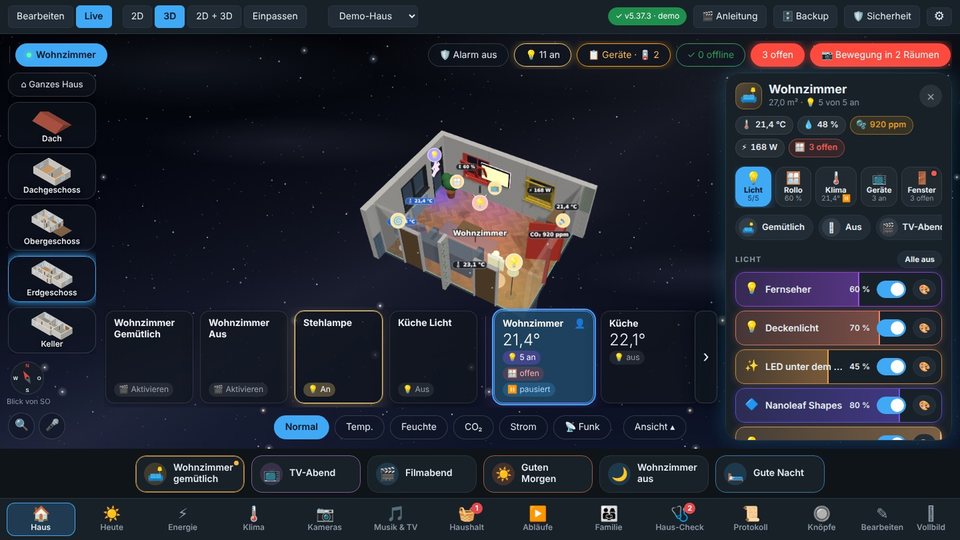 Bearbeiten
Live
2D
3D
2D + 3D
Einpassen
Demo-Haus
✓ v5.37.3 · demo
Anleitung
Backup
Sicherheit
Wohnzimmer
Alarm aus
11 an
Geräte · 2
✓ 0 offline
3 offen
Bewegung in 2 Räumen
Ganzes Haus
Dach
Dachgeschoss
Obergeschoss
Erdgeschoss
Keller
N
W
O
S
Blick von SO
60 %
168 W
21,4 °C
21,4 °C
Wohnzimmer
CO₂ 920 ppm
23,1 °C
Wohnzimmer
Gemütlich
Aktivieren
Wohnzimmer
Aus
Aktivieren
Stehlampe
An
Küche Licht
Aus
Wohnzimmer
21,4°
5 an
offen
pausiert
Küche
22,1°
aus
Normal
Temp.
Feuchte
CO₂
Strom
Funk
Ansicht ▴
Wohnzimmer
27,0 m² · 5 von 5 an
21,4 °C
48 %
920 ppm
168 W
3 offen
Licht
5/5
Rollo
60 %
Klima
21,4°
Geräte
3 an
Fenster
3 offen
Gemütlich
Aus
TV-Abend
LICHT
Alle aus
Fernseher
60 %
Deckenlicht
70 %
LED unter dem ...
45 %
Nanoleaf Shapes
80 %
Wohnzimmer
gemütlich
TV-Abend
Filmabend
Guten
Morgen
Wohnzimmer
aus
Gute Nacht
Haus
Heute
Energie
Klima
Kameras
Musik & TV
1
Haushalt
Abläufe
Familie
2
Haus-Check
Protokoll
Knöpfe
Bearbeiten
Vollbild